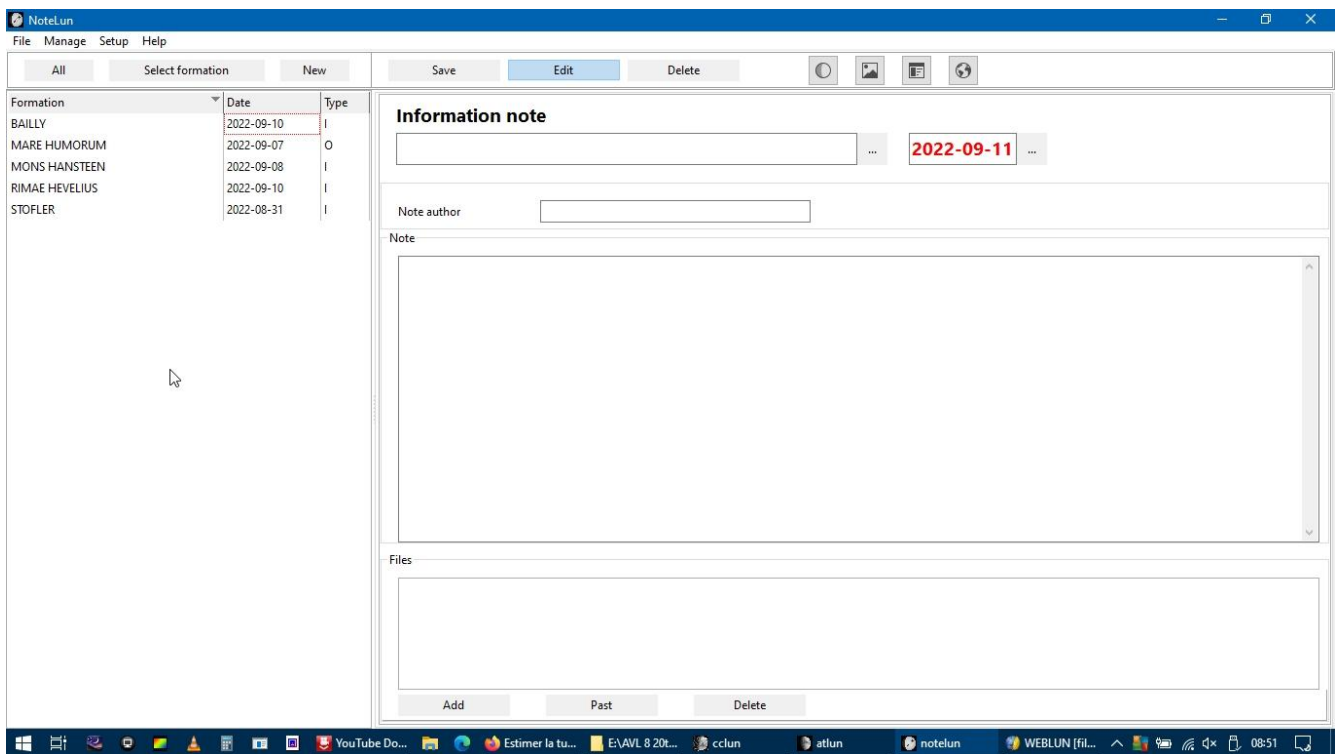 NoteLun
File Manage Setup Help
All Select formation New Save Edit Delete
Formation Date Type
BAILLY 2022-09-10 I
MARE HUMORUM 2022-09-07 O
MONS HANSTEEN 2022-09-08 I
RIMAE HEVELIUS 2022-09-10 I
STOFLER 2022-08-31 I
Information note
... 2022-09-11 ...
Note author
Note
Files
Add Past Delete
YouTube Do... Estimer la tu... E:\AVL 8 20t... cclun atlun notelun WEBLUN [fil... 08:51